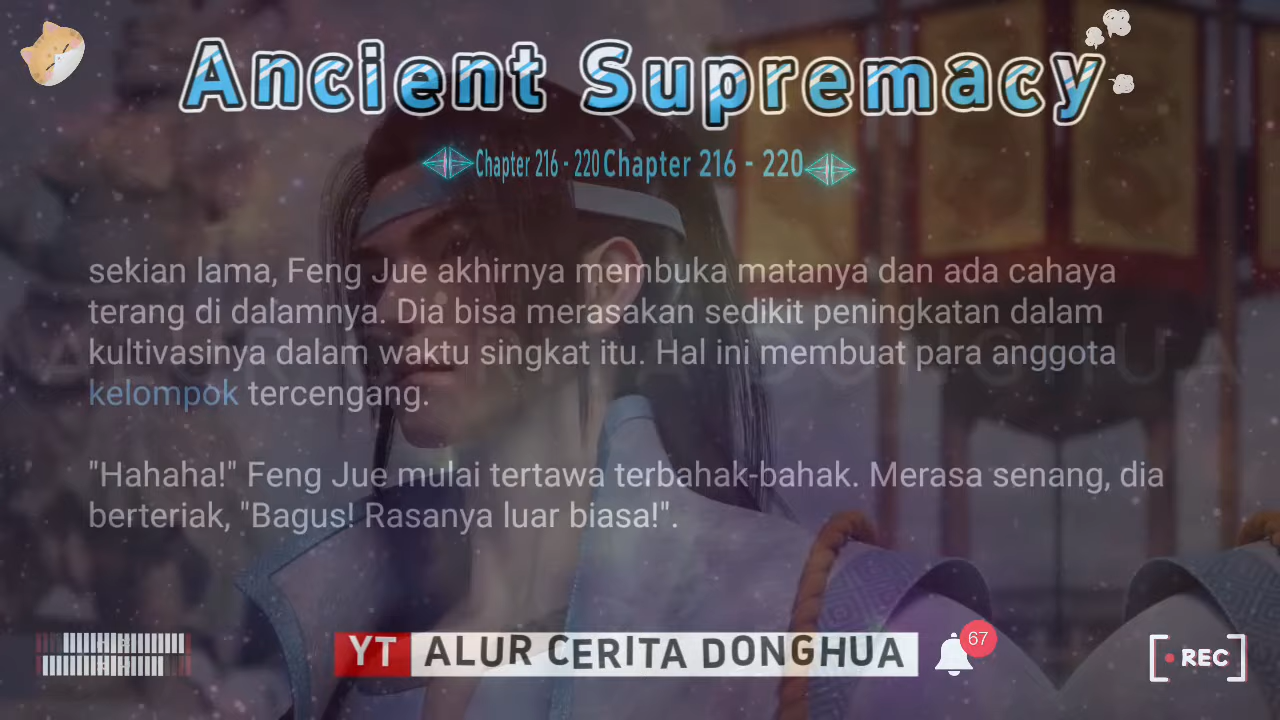 Ancient Supremacy
Chapter 216 - 220 Chapter 216 - 220
sekian lama, Feng Jue akhirnya membuka matanya dan ada cahaya
terang di dalamnya. Dia bisa merasakan sedikit peningkatan dalam
kultivasinya dalam waktu singkat itu. Hal ini membuat para anggota
kelompok tercengang.
"Hahaha!" Feng Jue mulai tertawa terbahak-bahak. Merasa senang, dia
berteriak, "Bagus! Rasanya luar biasa!".
YT ALUR CERITA DONGHUA
67
REC